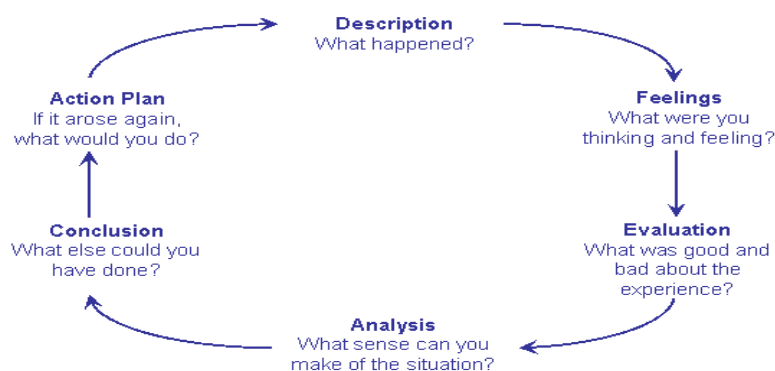 Description
What happened?
Feelings
What were you
thinking and feeling?
Evaluation
What was good and
bad about the
experience?
Analysis
What sense can you
make of the situation?
Conclusion
What else could you
have done?
Action Plan
If it arose again,
what would you do?